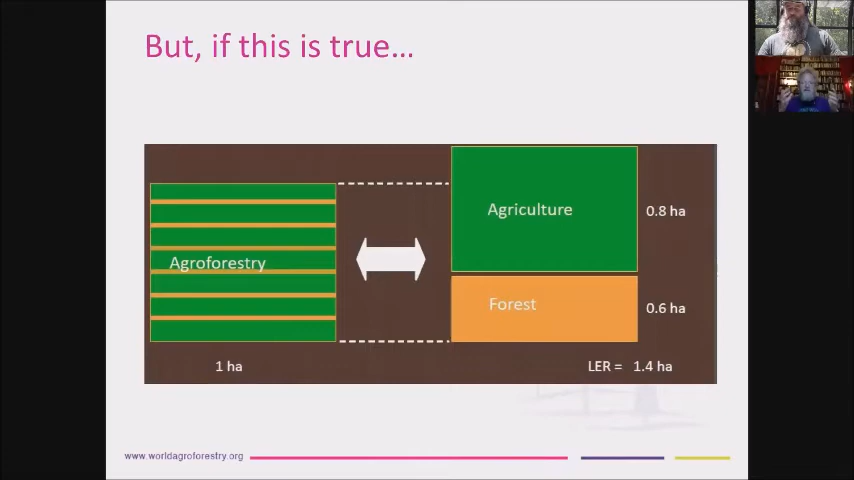 But, if this is true...
Agriculture
0.8 ha
Agroforestry
Forest
0.6 ha
1 ha
LER = 1.4 ha
www.worldagroforestry.org